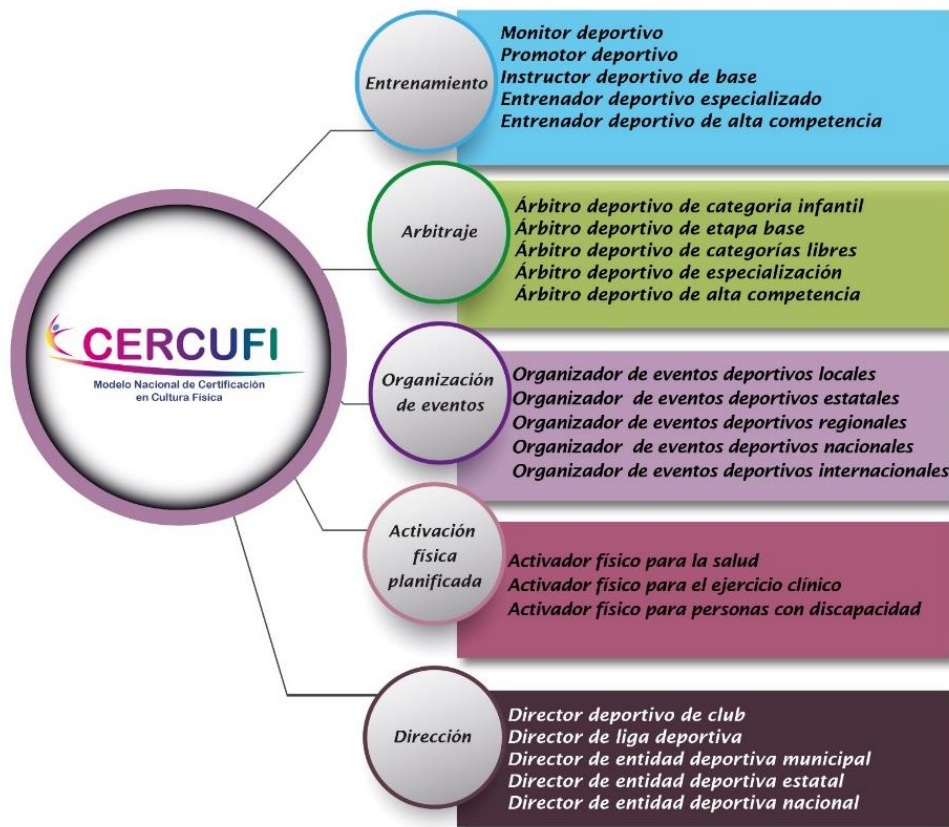 CERCUFI
Modelo Nacional de Certificación
en Cultura Física
Entrenamiento
Monitor deportivo
Promotor deportivo
Instructor deportivo de base
Entrenador deportivo especializado
Entrenador deportivo de alta competencia
Arbitraje
Árbitro deportivo de categoria infantil
Árbitro deportivo de etapa base
Árbitro deportivo de categorías libres
Árbitro deportivo de especialización
Árbitro deportivo de alta competencia
Organización
de eventos
Organizador de eventos deportivos locales
Organizador de eventos deportivos estatales
Organizador de eventos deportivos regionales
Organizador de eventos deportivos nacionales
Organizador de eventos deportivos internacionales
Activación
física
planificada
Activador físico para la salud
Activador físico para el ejercicio clínico
Activador físico para personas con discapacidad
Dirección
Director deportivo de club
Director de liga deportiva
Director de entidad deportiva municipal
Director de entidad deportiva estatal
Director de entidad deportiva nacional